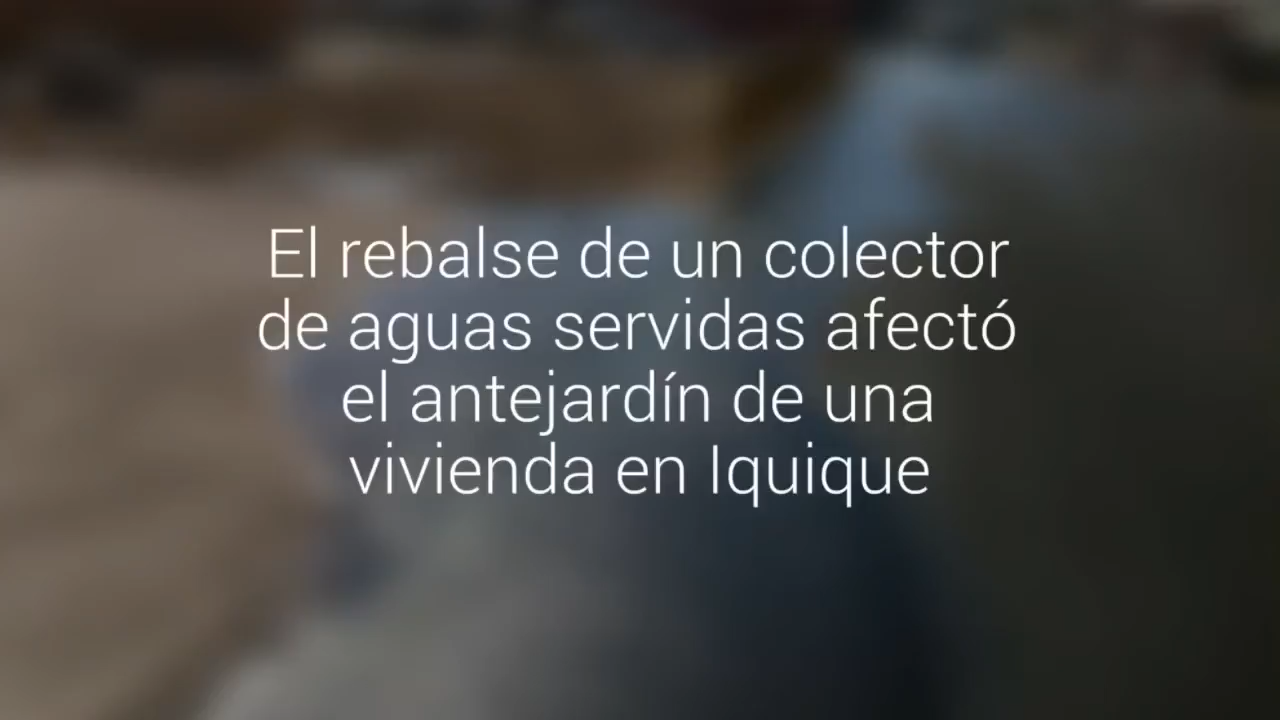 El rebalse de un colector
de aguas servidas afectó
el antejardín de una
vivienda en Iquique